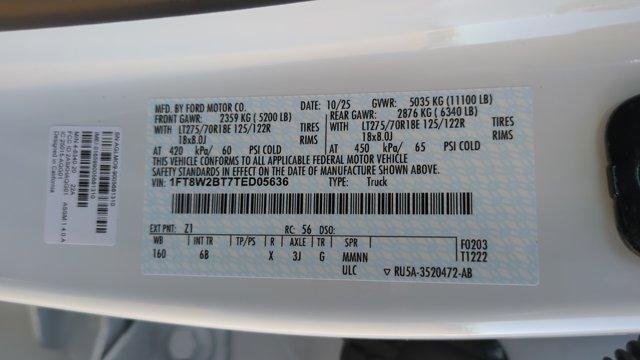 MFD. BY FORD MOTOR CO.
DATE: 10/25 GVWR: 5035 KG (11100 LB)
FRONT GAWR: 2359 KG ( 5200 LB)
REAR GAWR: 2876 KG ( 6340 LB)
LT275/70R18E 125/122R TIRES
LT275/70R18E 125/122R TIRES
18x8.0J RIMS
18x8.0J RIMS
AT 420 kPa/ 60 PSI COLD
AT 450 kPa/ 65 PSI COLD
THIS VEHICLE CONFORMS TO ALL APPLICABLE FEDERAL MOTOR VEHICLE
SAFETY STANDARDS IN EFFECT ON THE DATE OF MANUFACTURE SHOWN ABOVE.
VIN: 1FT8W2BT7TED05636 TYPE: Truck
EXT PNT: Z1 RC: 56 DSO:
WB INT TR TP/PS R AXLE TR SPR
160 6B X 3J G MMNN
ULC
F0203
T1222
RU5A-3520472-AB
Designed in California